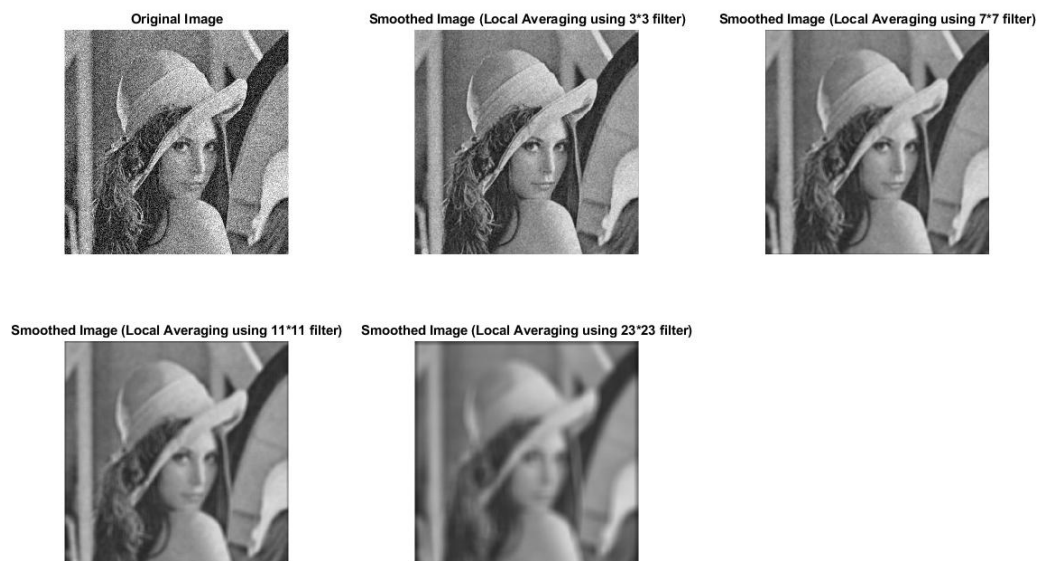 Original Image
Smoothed Image (Local Averaging using 3*3 filter)
Smoothed Image (Local Averaging using 7*7 filter)
Smoothed Image (Local Averaging using 11*11 filter)
Smoothed Image (Local Averaging using 23*23 filter)